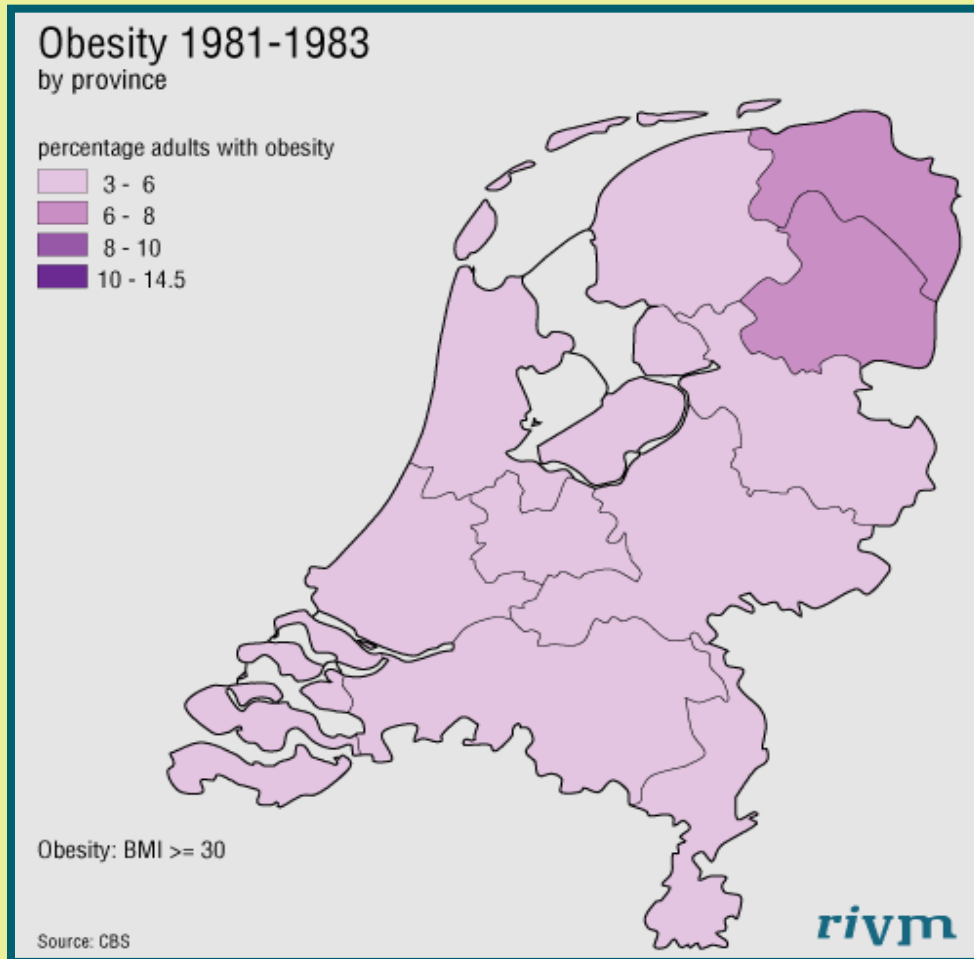 Obesity 1981-1983
by province
percentage adults with obesity
3 - 6
6 - 8
8 - 10
10 - 14.5
Obesity: BMI >= 30
Source: CBS
rivm